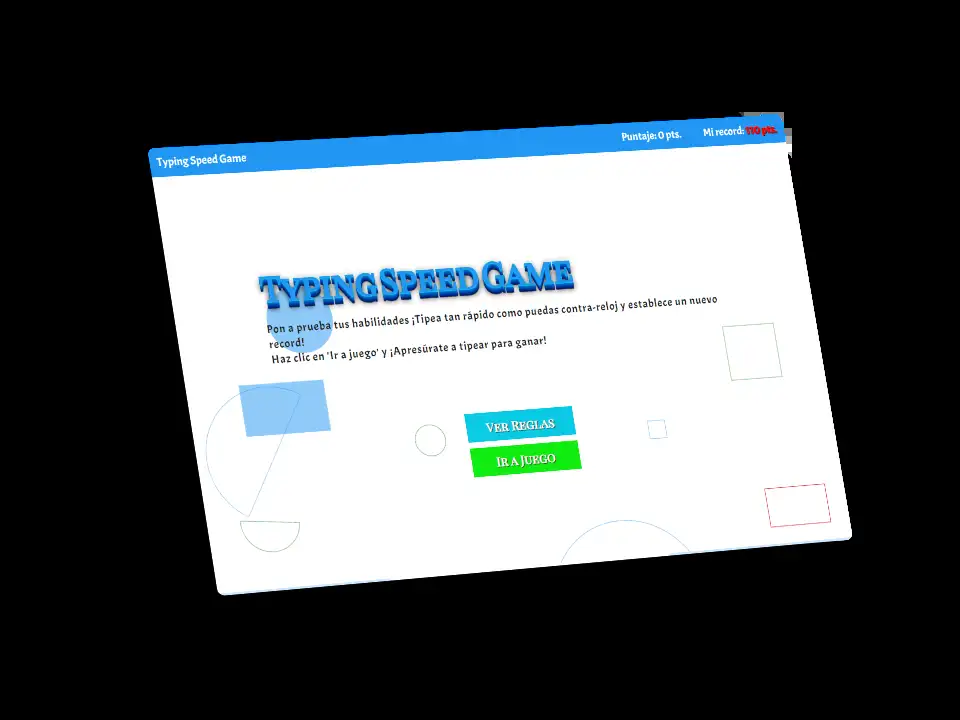 Typing Speed Game
Puntaje: 0 pts.
Mi record: 110 pts.
Typing Speed Game
Pon a prueba tus habilidades ¡Tipea tan rápido como puedas contra-reloj y establece un nuevo
record!
Haz clic en 'Ir a juego' y ¡Apresúrate a tipear para ganar!
Ver Reglas
Ir a Juego